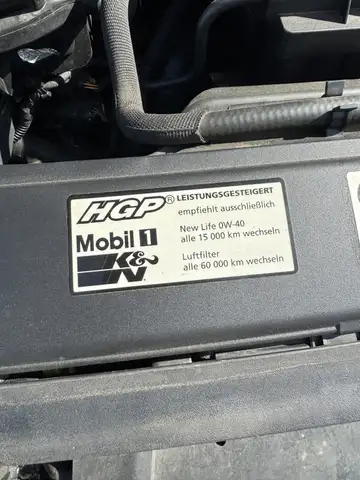 HGP® LEISTUNGSGESTEIGERT
empfiehlt ausschließlich
Mobil 1
New Life 0W-40
alle 15 000 km wechseln
K&N
Luftfilter
alle 60 000 km wechseln